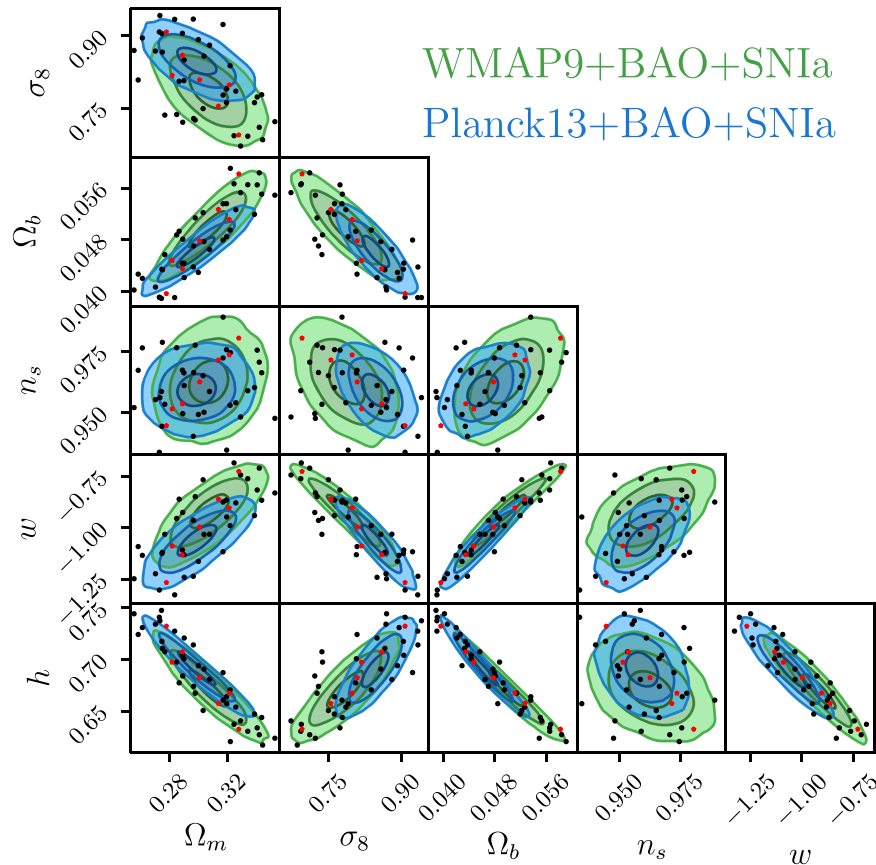 WMAP9+BAO+SNIa
Planck13+BAO+SNIa
σ8
0.90
0.75
Ωb
0.056
0.048
0.040
ns
0.975
0.950
w
−0.75
−1.00
−1.25
h
0.75
0.70
0.65
0.28 0.32
0.75 0.90
0.040 0.048 0.056
0.950 0.975
−1.25 −1.00 −0.75
Ωm σ8 Ωb ns w